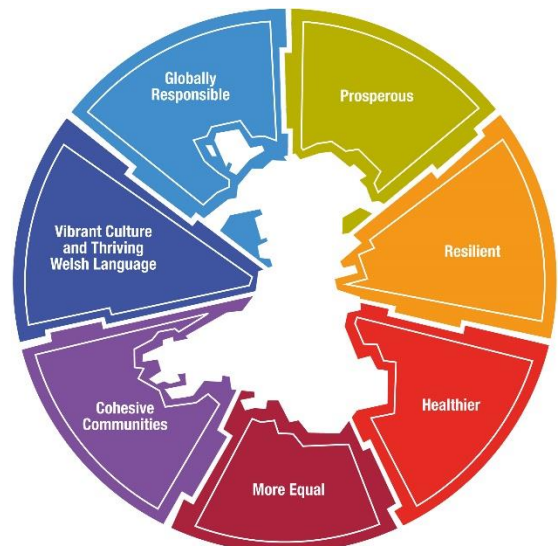 Globally
Responsible
Prosperous
Resilient
Healthier
More Equal
Cohesive
Communities
Vibrant Culture
and Thriving
Welsh Language